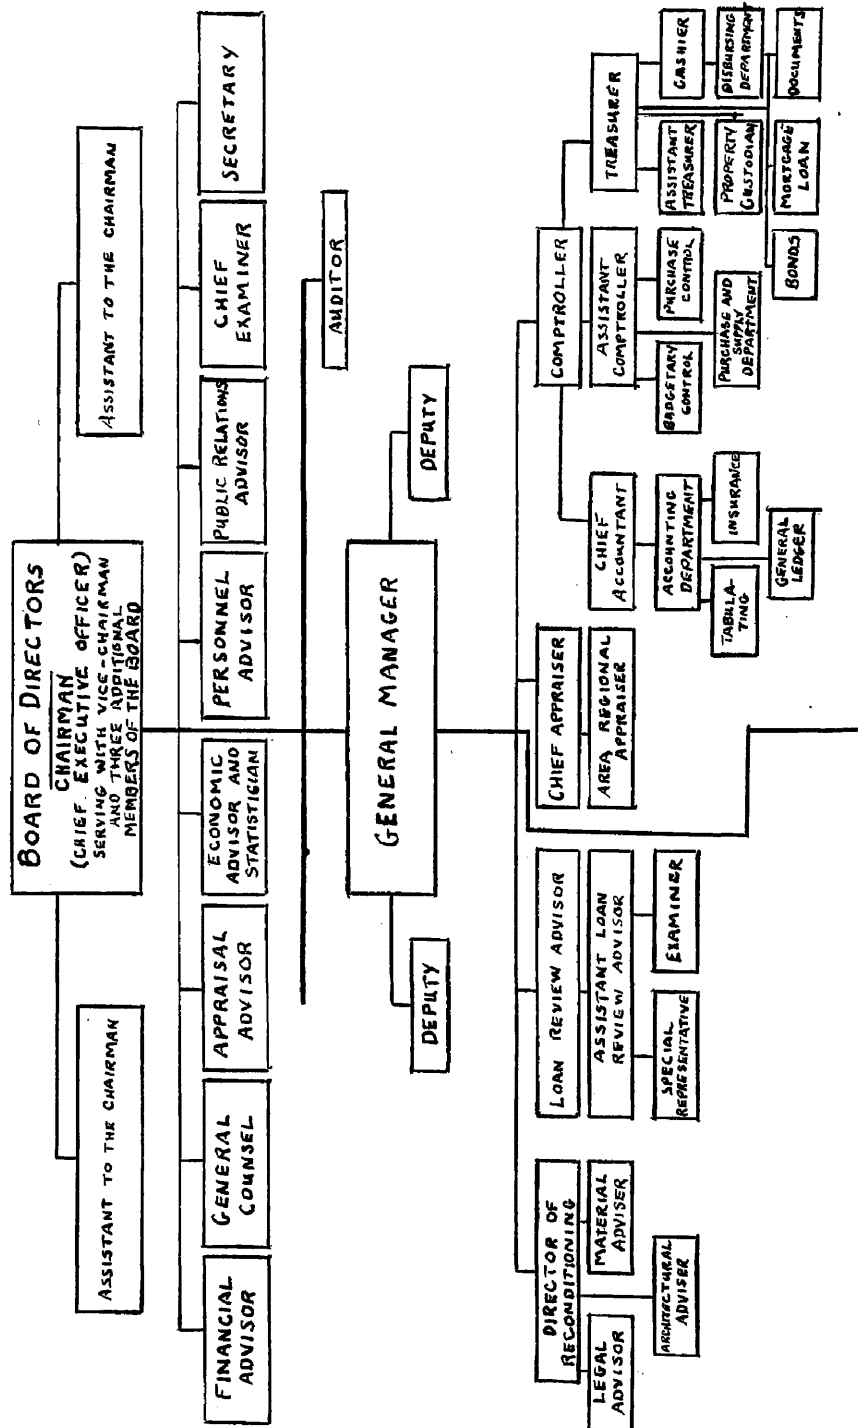 BOARD OF DIRECTORS
CHAIRMAN
(CHIEF EXECUTIVE OFFICER)
SERVING WITH VICE-CHAIRMAN
AND THREE ADDITIONAL
MEMBERS OF THE BOARD
ASSISTANT TO THE CHAIRMAN
ASSISTANT TO THE CHAIRMAN
FINANCIAL
ADVISOR
GENERAL
COUNSEL
APPRAISAL
ADVISOR
ECONOMIC
ADVISOR AND
STATISTICIAN
PERSONNEL
ADVISOR
PUBLIC RELATIONS
ADVISOR
CHIEF
EXAMINER
SECRETARY
AUDITOR
GENERAL MANAGER
DEPUTY
DEPUTY
DIRECTOR OF
RECONDITIONING
LEGAL
ADVISOR
MATERIAL
ADVISER
ARCHITECTURAL
ADVISER
LOAN REVIEW ADVISOR
ASSISTANT LOAN
REVIEW ADVISOR
SPECIAL
REPRESENTATIVE
EXAMINER
CHIEF APPRAISER
AREA, REGIONAL
APPRAISER
COMPTROLLER
CHIEF
ACCOUNTANT
ACCOUNTING
DEPARTMENT
TABULA-
TING
INSURANCE
GENERAL
LEDGER
ASSISTANT
COMPTROLLER
BADGETARY
CONTROL
PURCHASE
CONTROL
PURCHASE AND
SUPPLY
DEPARTMENT
TREASURER
ASSISTANT
TREASURER
CASHIER
PROPERTY
CUSTODIAN
DISBURSING
DEPARTMENT
BONDS
MORTGAGE
LOAN
DOCUMENTS